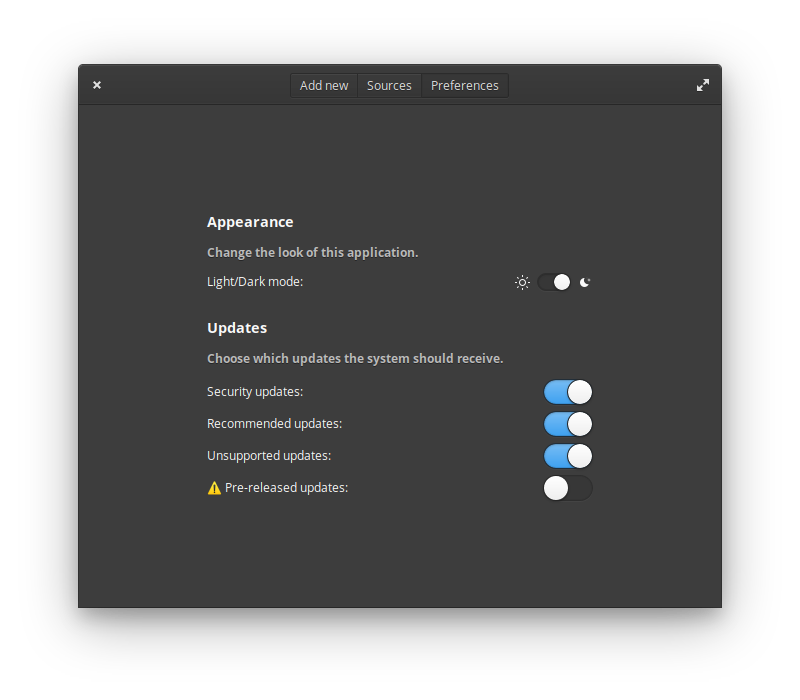 Add new Sources Preferences
Appearance
Change the look of this application.
Light/Dark mode:
Updates
Choose which updates the system should receive.
Security updates:
Recommended updates:
Unsupported updates:
Pre-released updates: